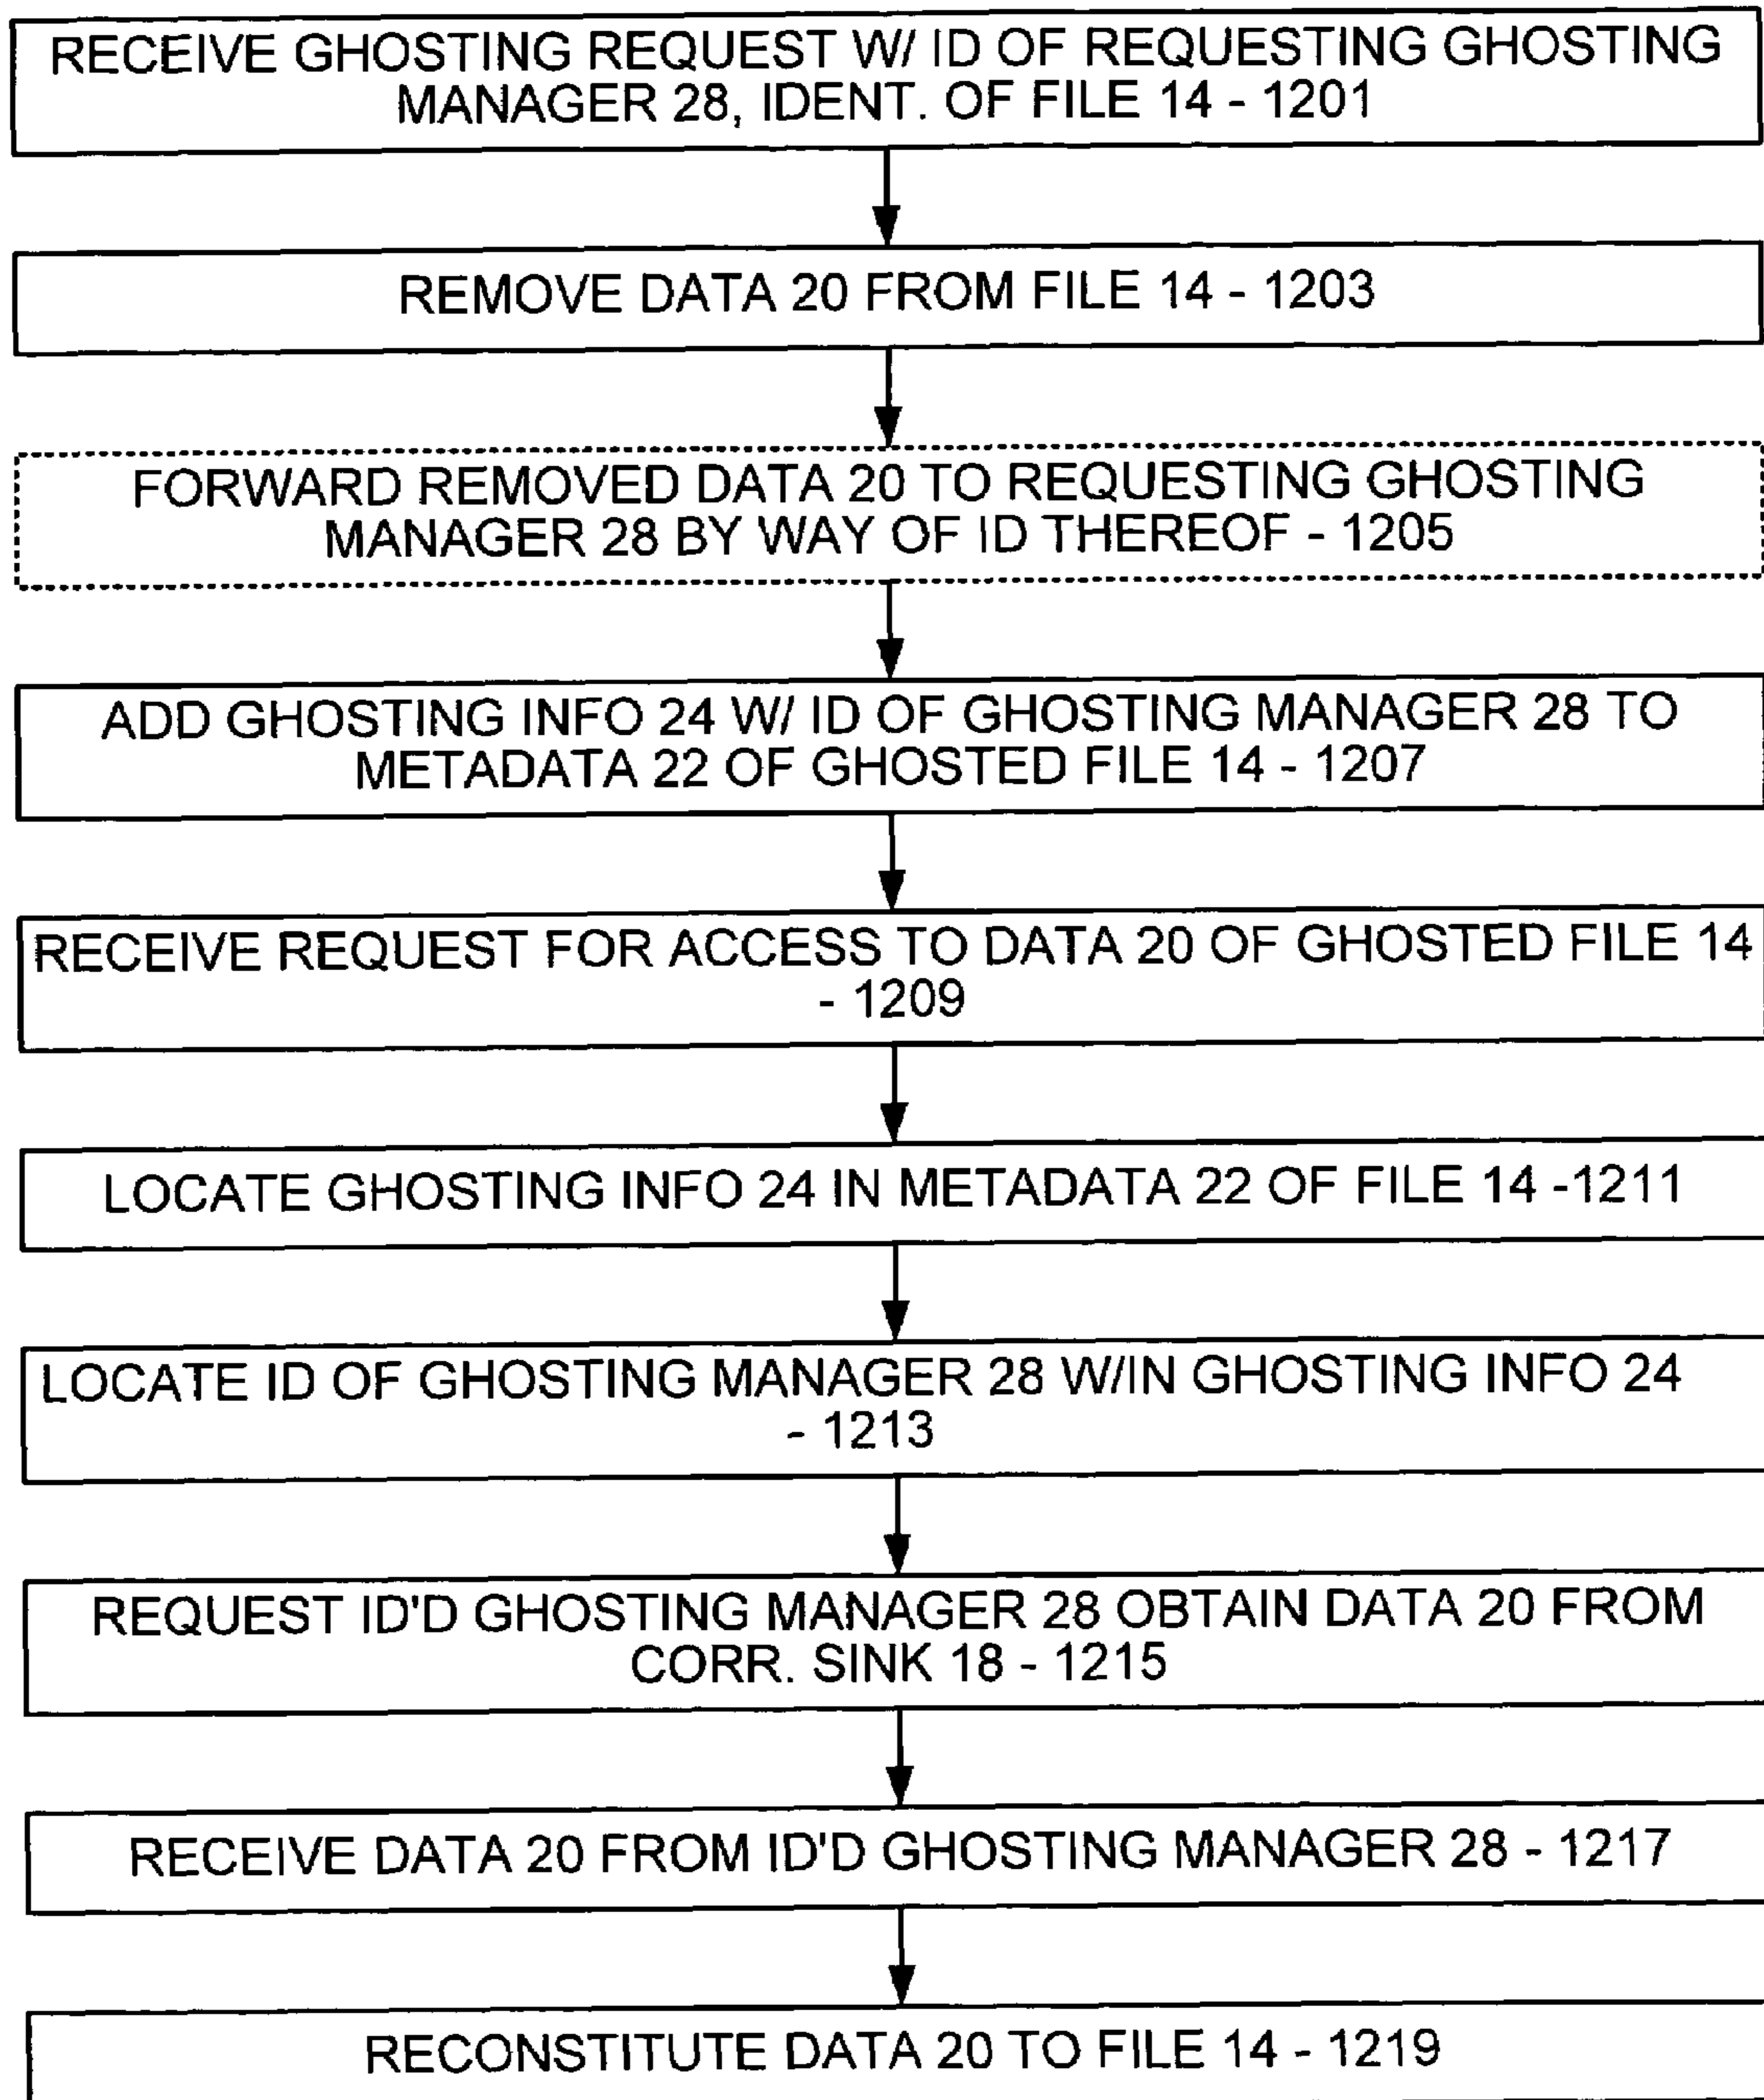 RECEIVE GHOSTING REQUEST W/ ID OF REQUESTING GHOSTING
MANAGER 28, IDENT. OF FILE 14 - 1201
REMOVE DATA 20 FROM FILE 14 - 1203
FORWARD REMOVED DATA 20 TO REQUESTING GHOSTING
MANAGER 28 BY WAY OF ID THEREOF - 1205
ADD GHOSTING INFO 24 W/ ID OF GHOSTING MANAGER 28 TO
METADATA 22 OF GHOSTED FILE 14 - 1207
RECEIVE REQUEST FOR ACCESS TO DATA 20 OF GHOSTED FILE 14
- 1209
LOCATE GHOSTING INFO 24 IN METADATA 22 OF FILE 14 -1211
LOCATE ID OF GHOSTING MANAGER 28 W/IN GHOSTING INFO 24
- 1213
REQUEST ID'D GHOSTING MANAGER 28 OBTAIN DATA 20 FROM
CORR. SINK 18 - 1215
RECEIVE DATA 20 FROM ID'D GHOSTING MANAGER 28 - 1217
RECONSTITUTE DATA 20 TO FILE 14 - 1219